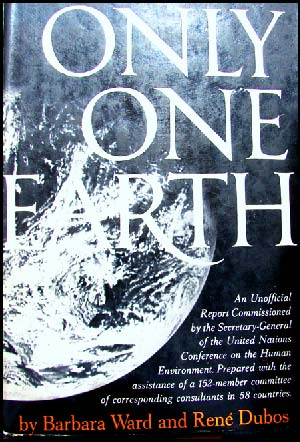 ONLY
ONE
EARTH
An Unofficial
Report Commissioned
by the Secretary-General
of the United Nations
Conference on the Human
Environment. Prepared with the
assistance of a 152-member committee
of corresponding consultants in 58 countries.
by Barbara Ward and René Dubos